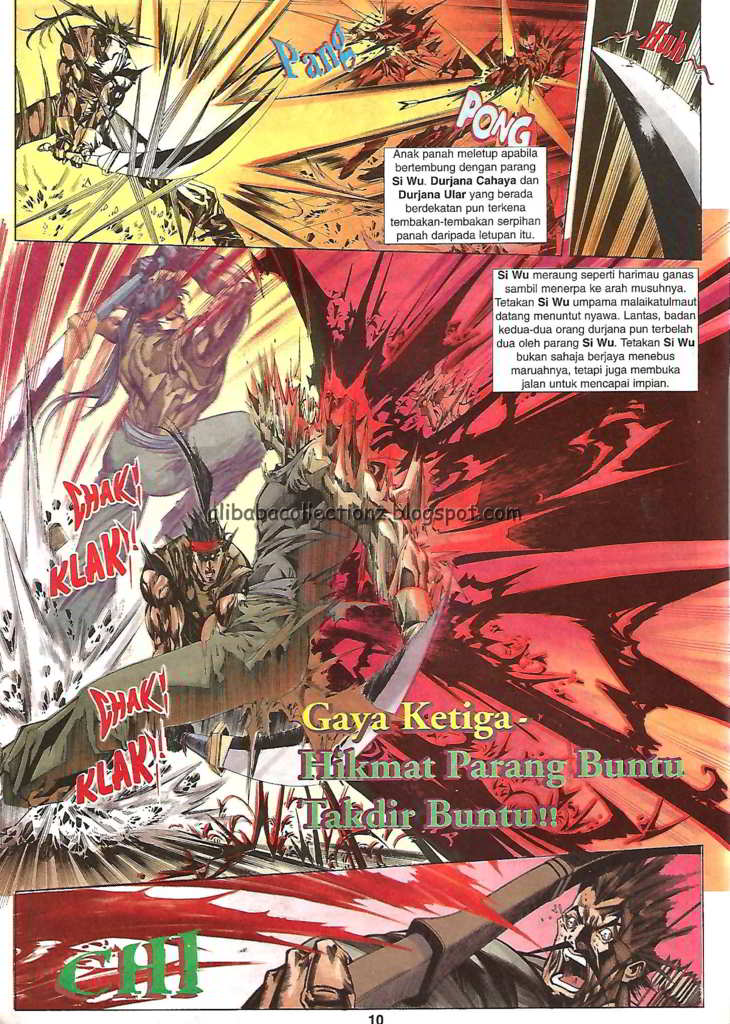 Pang
PONG
Huh
Anak panah meletup apabila
bertembung dengan parang
Si Wu. Durjana Cahaya dan
Durjana Ular yang berada
berdekatan pun terkena
tembakan-tembakan serpihan
panah daripada letupan itu.
Si Wu meraung seperti harimau ganas
sambil menerpa ke arah musuhnya.
Tetakan Si Wu umpama malaikatulmaut
datang menuntut nyawa. Lantas, badan
kedua-dua orang durjana pun terbelah
dua oleh parang Si Wu. Tetakan Si Wu
bukan sahaja berjaya menebus
maruahnya, tetapi juga membuka
jalan untuk mencapai impian.
CHAK!
KLAK!
alibabacollectionz.blogspot.com
CHAK!
KLAK!
Gaya Ketiga-
Hikmat Parang Buntu
Takdir Buntu!!
CHI
10